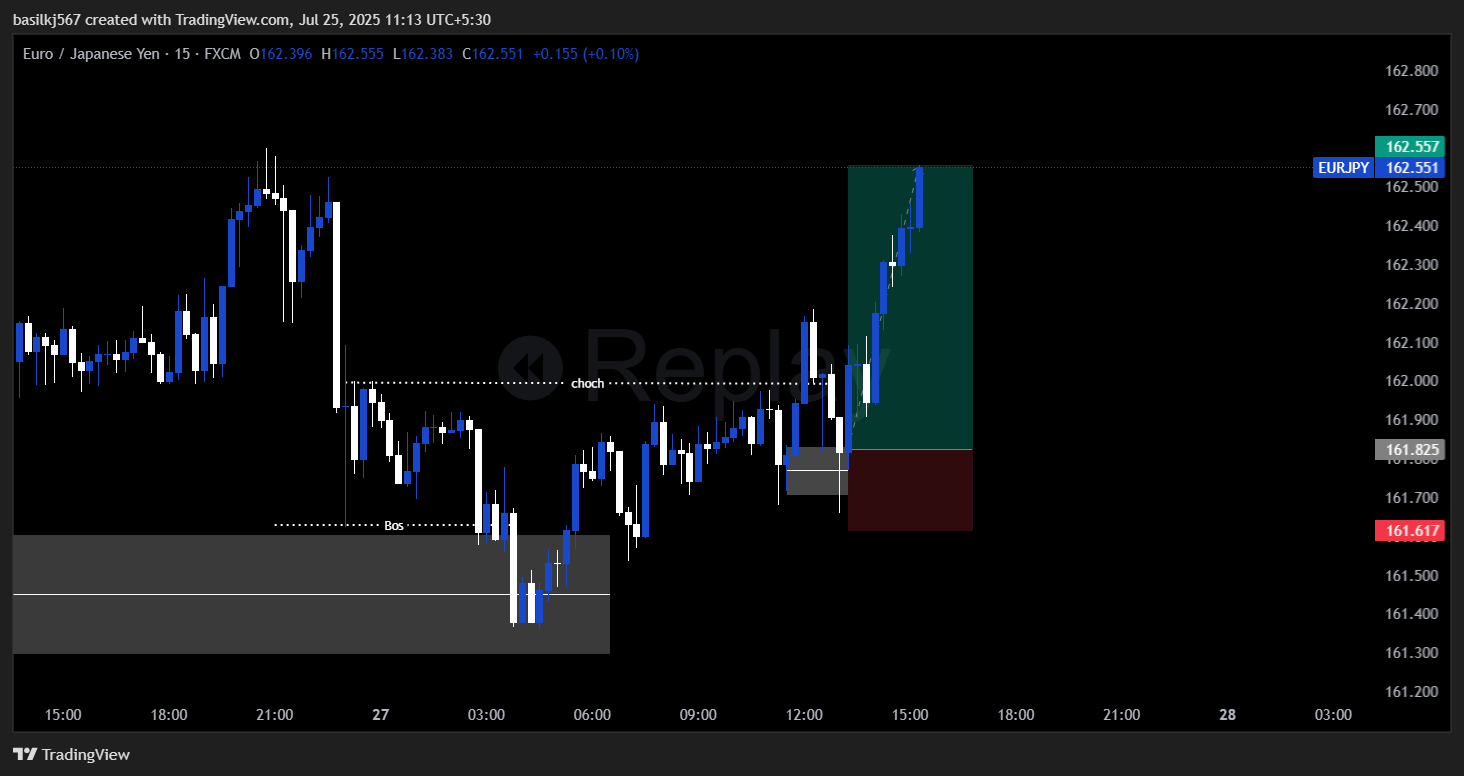 basilkj567 created with TradingView.com, Jul 25, 2025 11:13 UTC+5:30
Euro / Japanese Yen · 15 · FXCM O162.396 H162.555 L162.383 C162.551 +0.155 (+0.10%)
162.800
162.700
162.557
EURJPY 162.551
162.500
162.400
162.300
162.200
162.100
Replay
choch
162.000
161.900
161.825
161.700
Bos
161.617
161.500
161.400
161.300
161.200
15:00 18:00 21:00 27 03:00 06:00 09:00 12:00 15:00 18:00 21:00 28 03:00
TradingView